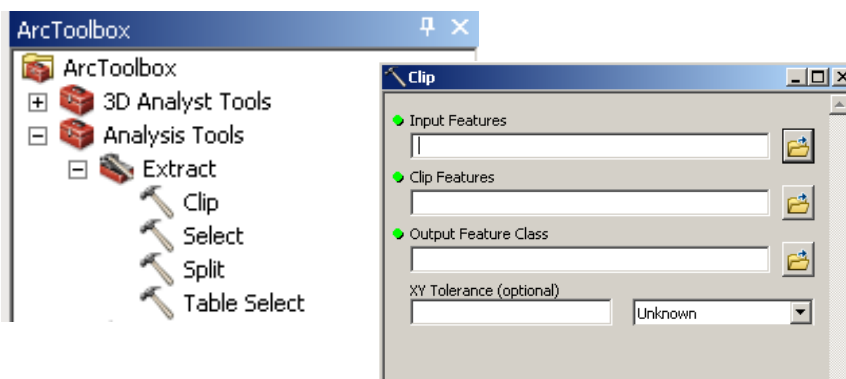 ArcToolbox
ArcToolbox
3D Analyst Tools
Analysis Tools
Extract
Clip
Select
Split
Table Select
Clip
Input Features
Clip Features
Output Feature Class
XY Tolerance (optional)
Unknown